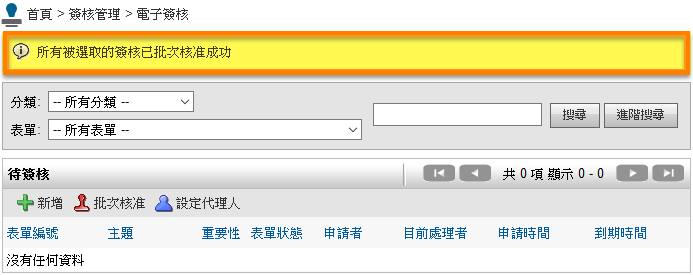 首頁 > 簽核管理 > 電子簽核
所有被選取的簽核已批次核准成功
分類: -- 所有分類 --
搜尋 進階搜尋
表單: -- 所有表單 --
待簽核 共 0 項 顯示 0 - 0
新增 批次核准 設定代理人
表單編號 主題 重要性 表單狀態 申請者 目前處理者 申請時間 到期時間
沒有任何資料